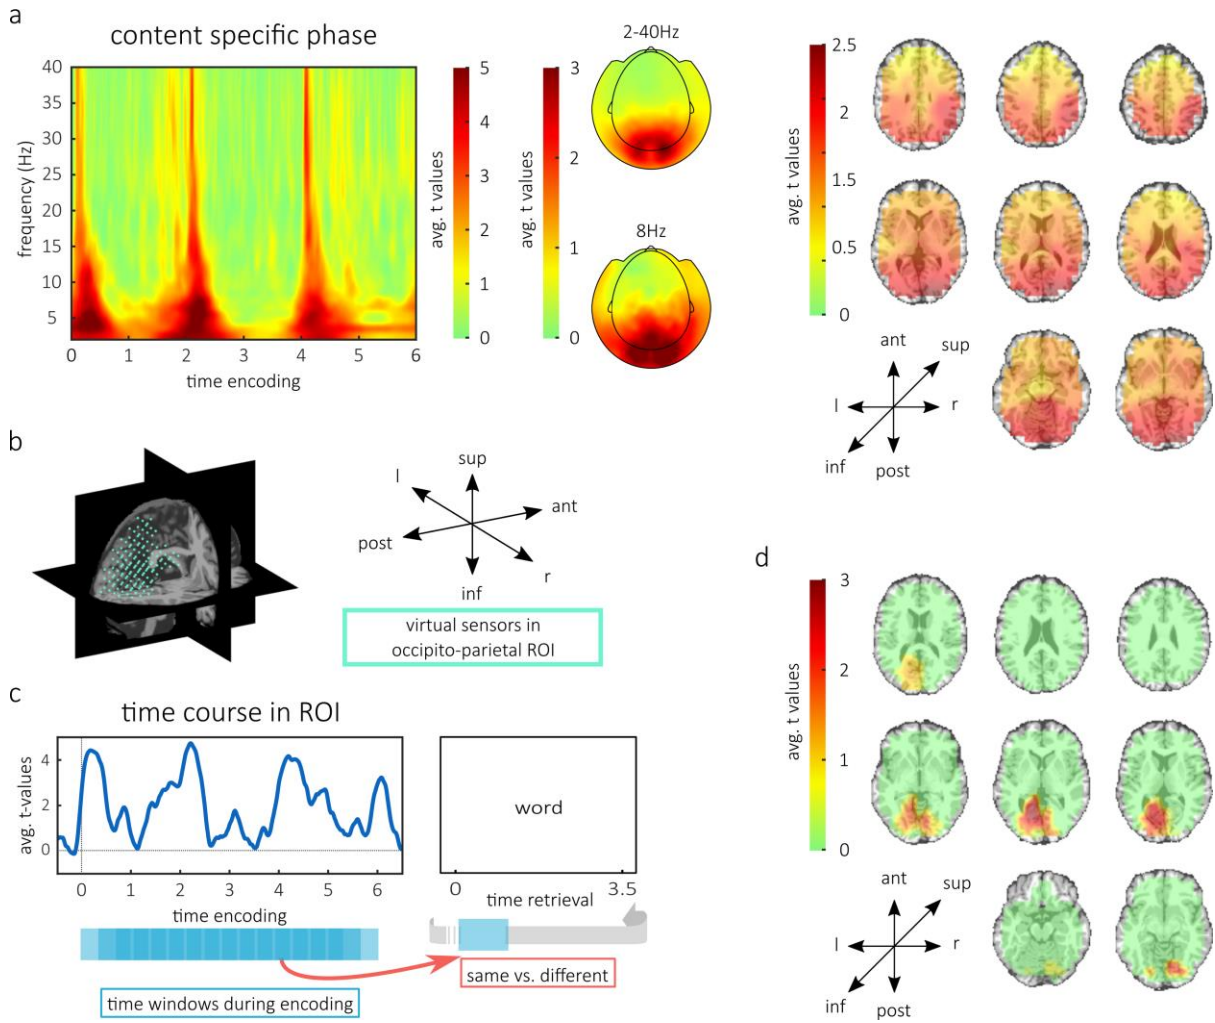 a
content specific phase
40
35
30
25
20
15
10
5
frequency (Hz)
0 1 2 3 4 5 6
time encoding
5
4
3
2
1
0
avg. t values
3
2
1
0
avg. t values
2-40Hz
8Hz
2.5
2
1.5
0.5
0
avg. t values
ant
sup
l
r
inf
post
b
sup
l
ant
post
r
inf
virtual sensors in
occipito-parietal ROI
c
time course in ROI
4
2
0
avg. t-values
0 1 2 3 4 5 6
time encoding
time windows during encoding
word
0 3.5
time retrieval
same vs. different
d
3
2
1
0
avg. t values
ant
sup
l
r
inf
post